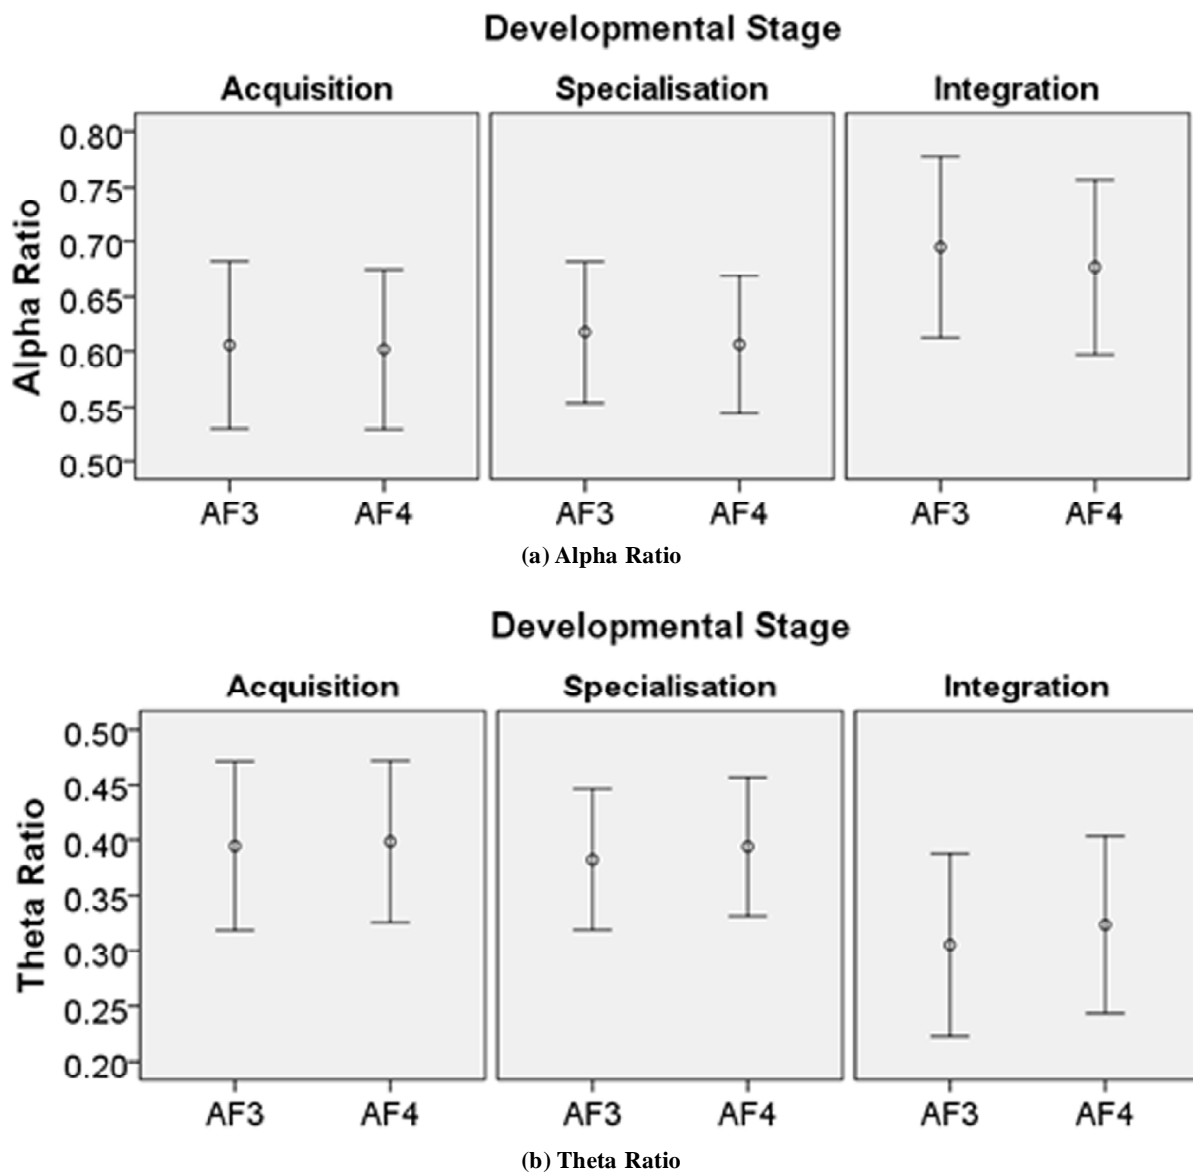 Developmental Stage
Acquisition Specialisation Integration
Alpha Ratio
0.80
0.75
0.70
0.65
0.60
0.55
0.50
AF3 AF4 AF3 AF4 AF3 AF4
(a) Alpha Ratio
Developmental Stage
Acquisition Specialisation Integration
Theta Ratio
0.50
0.45
0.40
0.35
0.30
0.25
0.20
AF3 AF4 AF3 AF4 AF3 AF4
(b) Theta Ratio